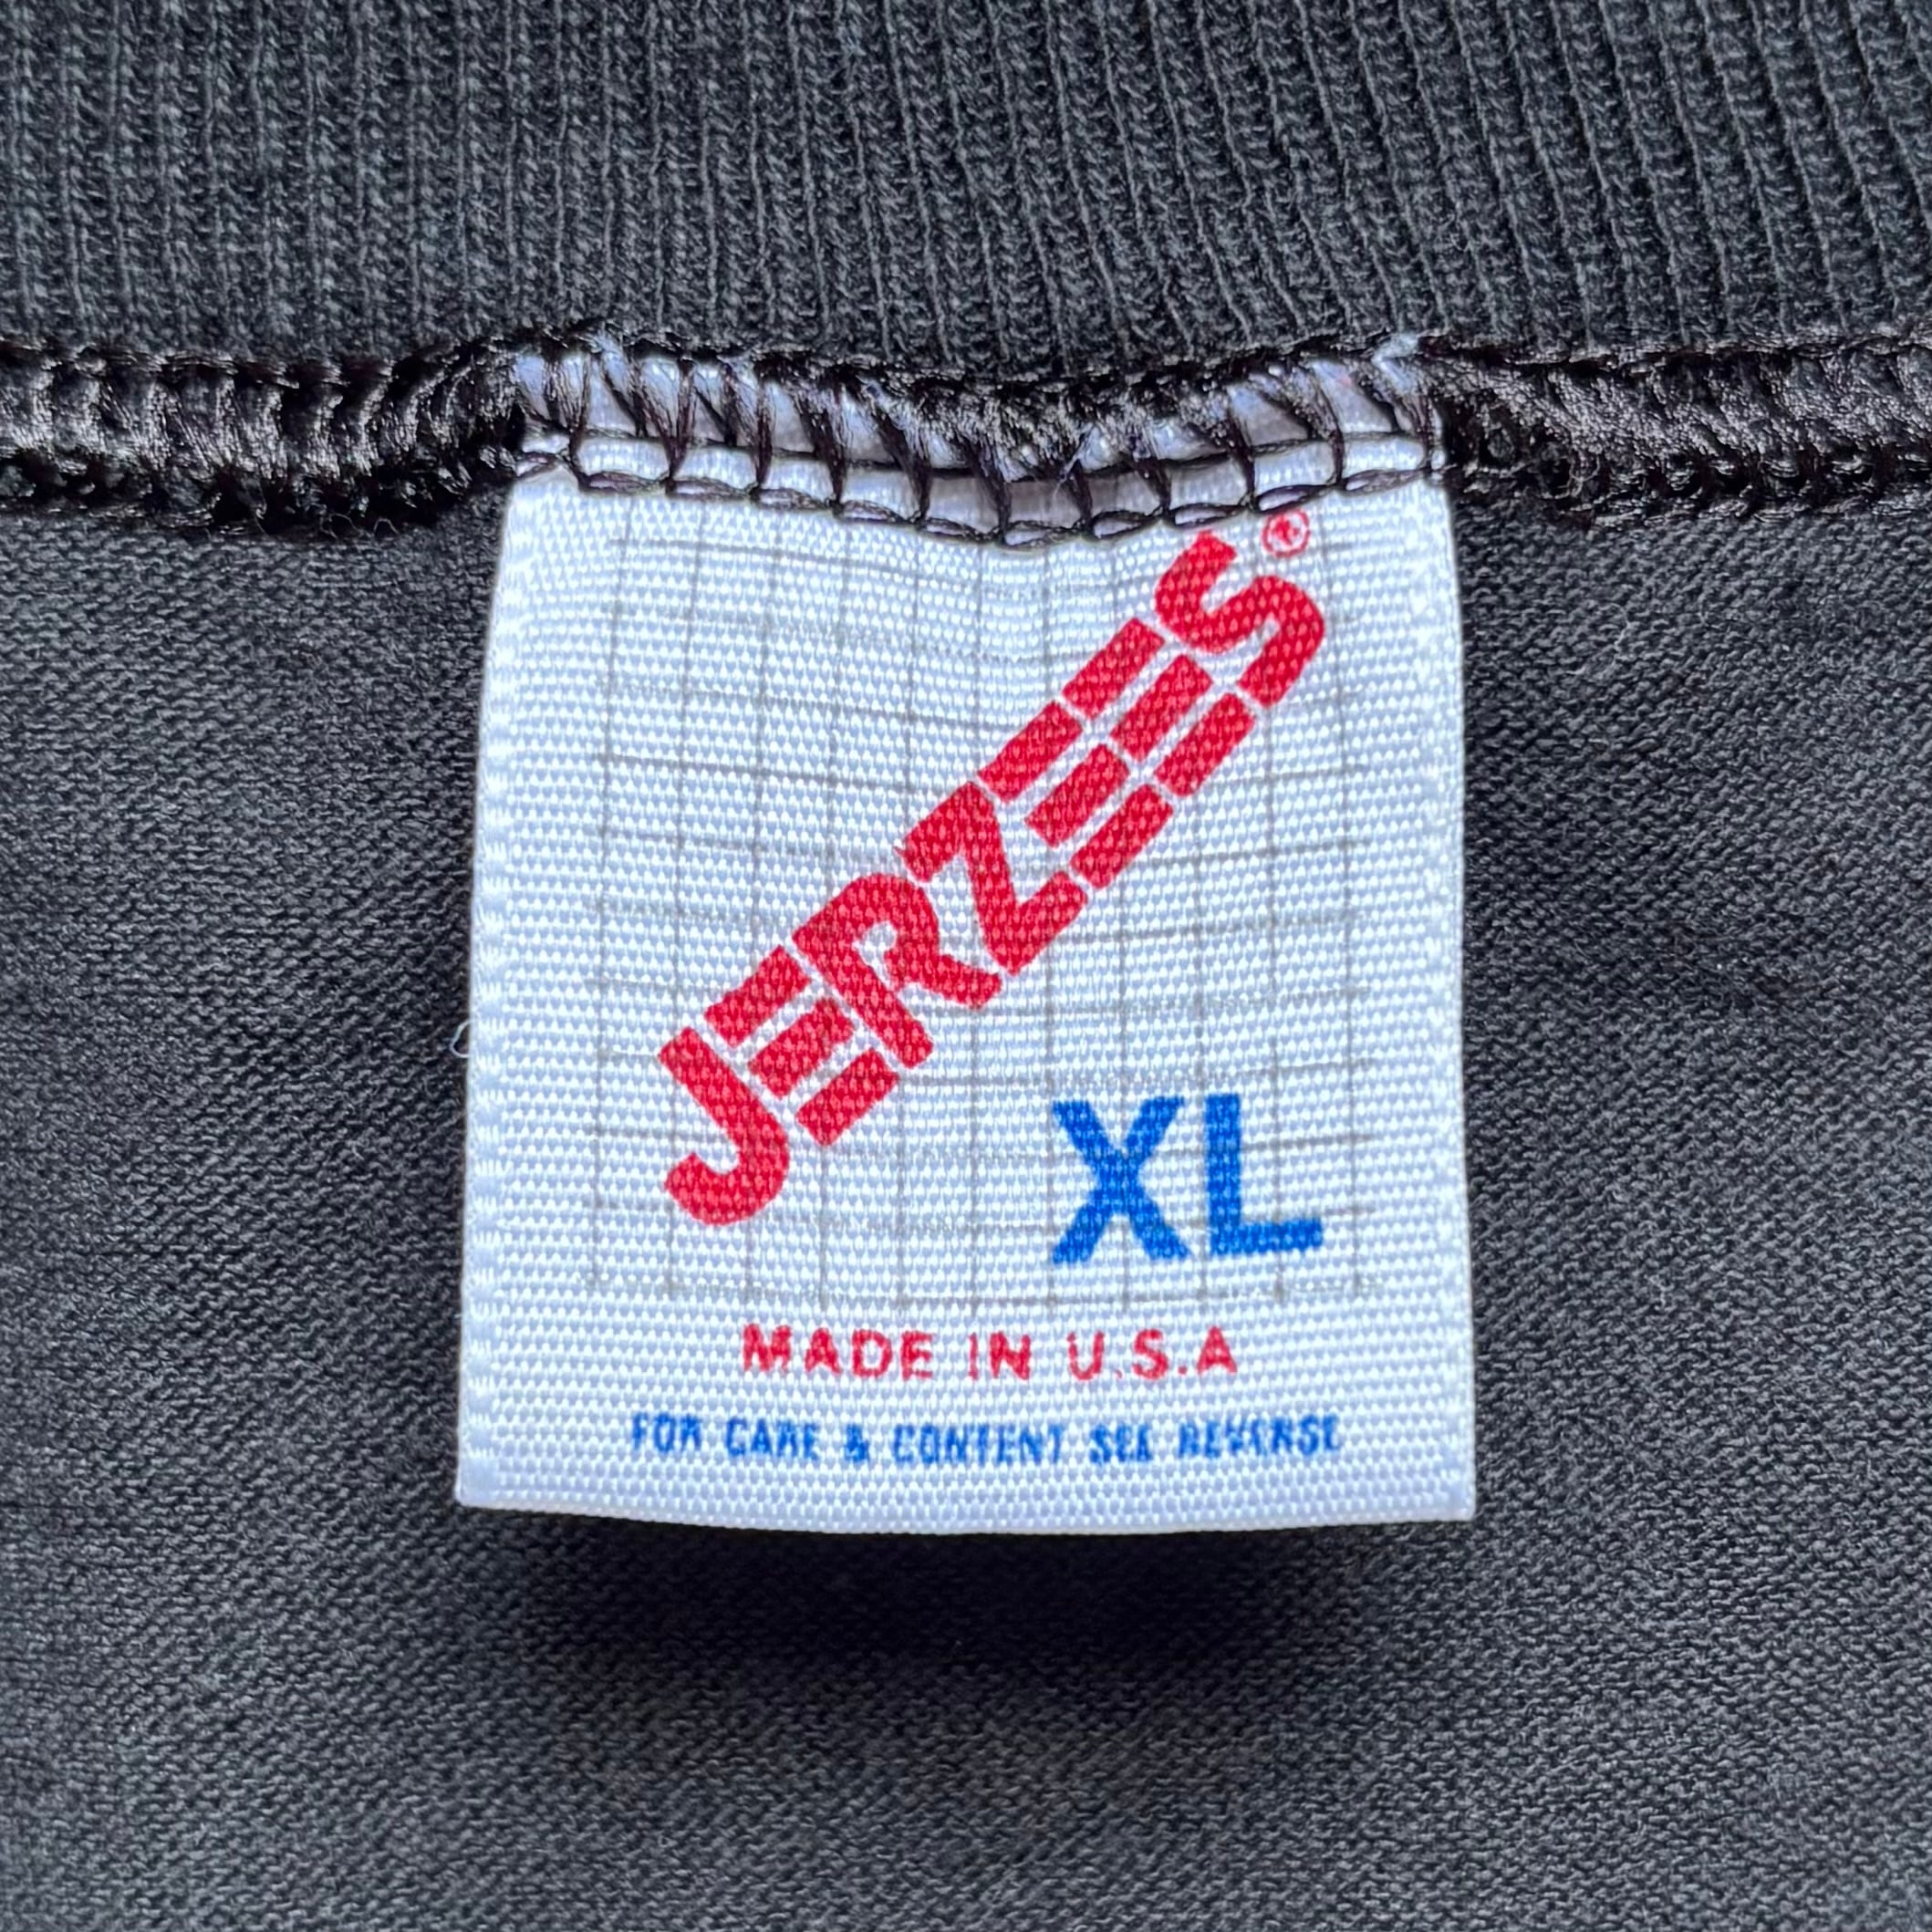 JERZEES®
XL
MADE IN U.S.A
FOR CARE & CONTENT SEE REVERSE